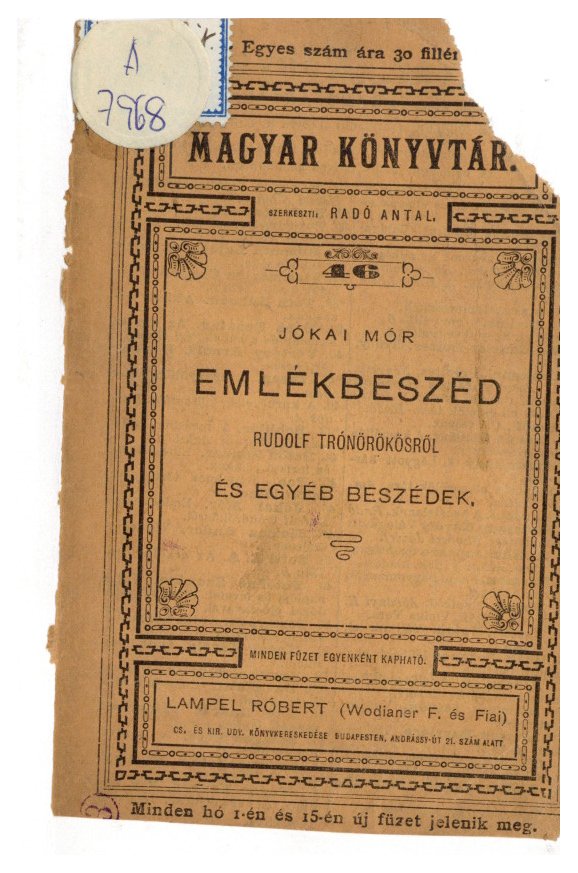 A
7968
Egyes szám ára 30 fillér
MAGYAR KÖNYVTÁR.
SZERKESZTI: RADÓ ANTAL.
46
JÓKAI MÓR
EMLÉKBESZÉD
RUDOLF TRÓNÖRÖKÖSRŐL
ÉS EGYÉB BESZÉDEK.
MINDEN FÜZET EGYENKÉNT KAPHATÓ.
LAMPEL RÓBERT (Wodianer F. és Fiai)
CS. ÉS KIR. UDV. KÖNYVKERESKEDÉSE BUDAPESTEN, ANDRÁSSY-ÚT 21. SZÁM ALATT.
Minden hó 1-én és 15-én új füzet jelenik meg.